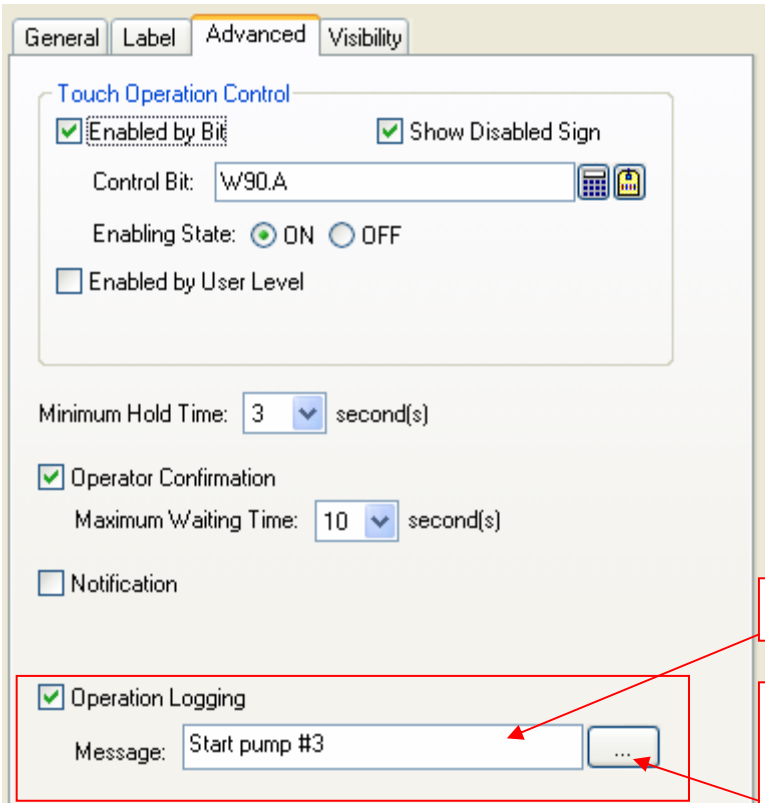 General Label Advanced Visibility
Touch Operation Control
Enabled by Bit Show Disabled Sign
Control Bit: W90.A
Enabling State: ON OFF
Enabled by User Level
Minimum Hold Time: 3 second(s)
Operator Confirmation
Maximum Waiting Time: 10 second(s)
Notification
Operation Logging
Message: Start pump #3 ...